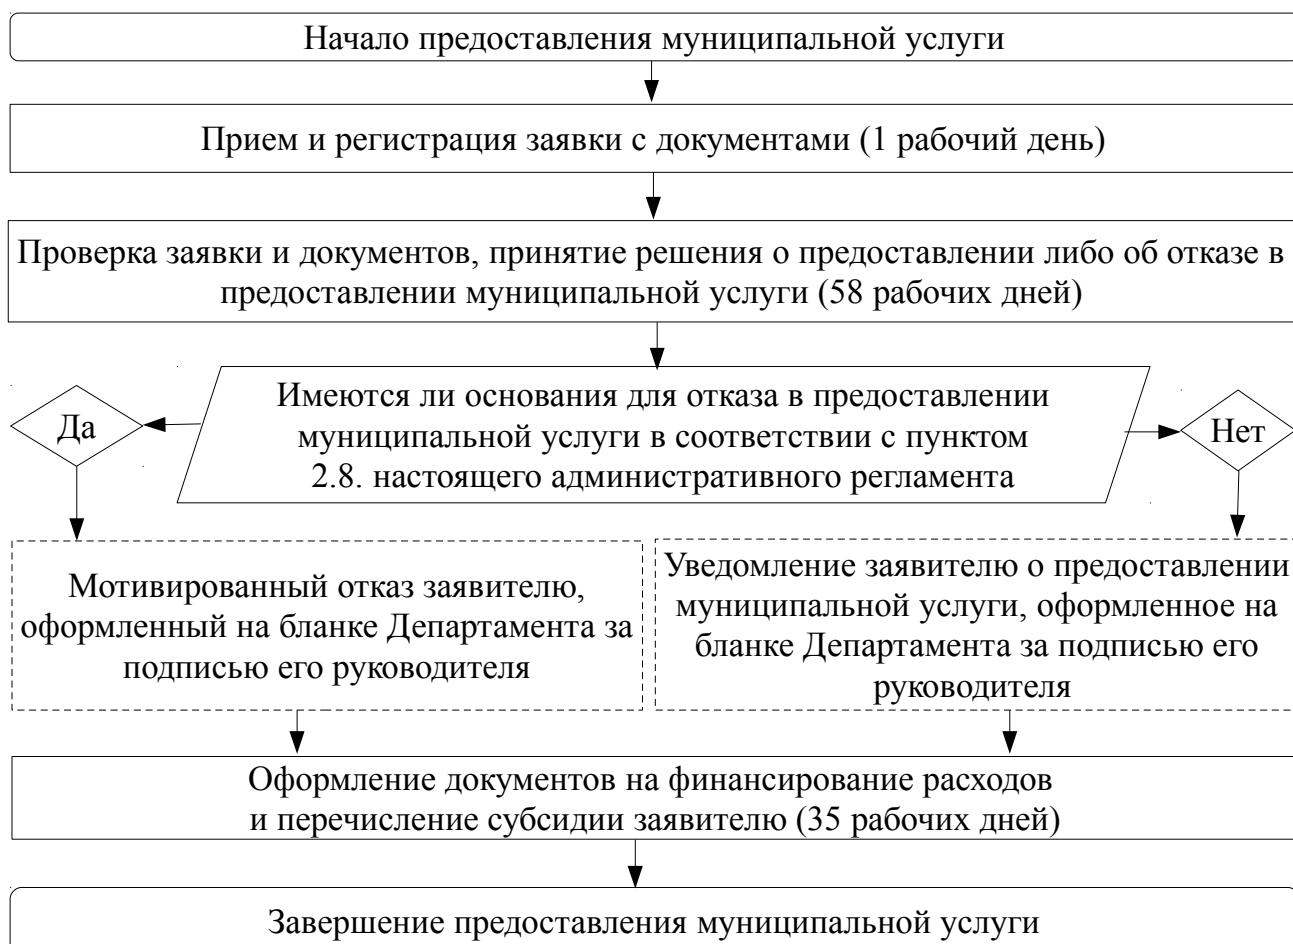 Начало предоставления муниципальной услуги
Прием и регистрация заявки с документами (1 рабочий день)
Проверка заявки и документов, принятие решения о предоставлении либо об отказе в
предоставлении муниципальной услуги (58 рабочих дней)
Имеются ли основания для отказа в предоставлении
муниципальной услуги в соответствии с пунктом
2.8. настоящего административного регламента
Да
Нет
Мотивированный отказ заявителю,
оформленный на бланке Департамента за
подписью его руководителя
Уведомление заявителю о предоставлении
муниципальной услуги, оформленное на
бланке Департамента за подписью его
руководителя
Оформление документов на финансирование расходов
и перечисление субсидии заявителю (35 рабочих дней)
Завершение предоставления муниципальной услуги